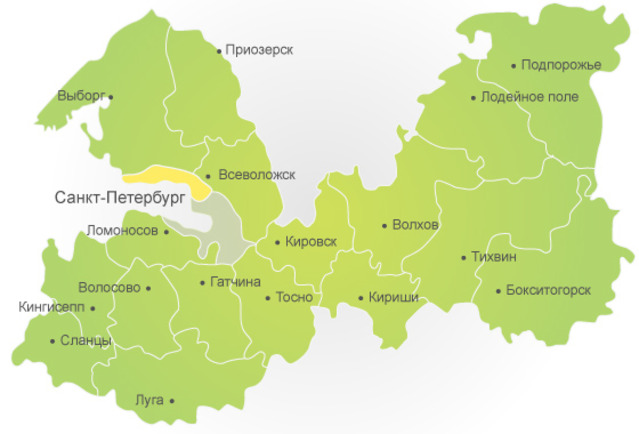 Приозерск
Подпорожье
Выборг
Лодейное поле
Всеволожск
Санкт-Петербург
Ломоносов
Волхов
Кировск
Тихвин
Гатчина
Волосово
Бокситогорск
Тосно
Кириши
Кингисепп
Сланцы
Луга